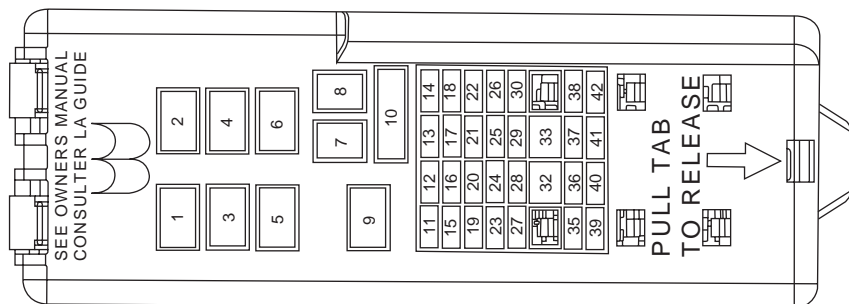 SEE OWNERS MANUAL
CONSULTER LA GUIDE
1 2
3 4
5 6
7 8
9 10
11 12 13 14
15 16 17 18
19 20 21 22
23 24 25 26
27 28 29 30
32 33
35 36 37 38
39 40 41 42
PULL TAB
TO RELEASE